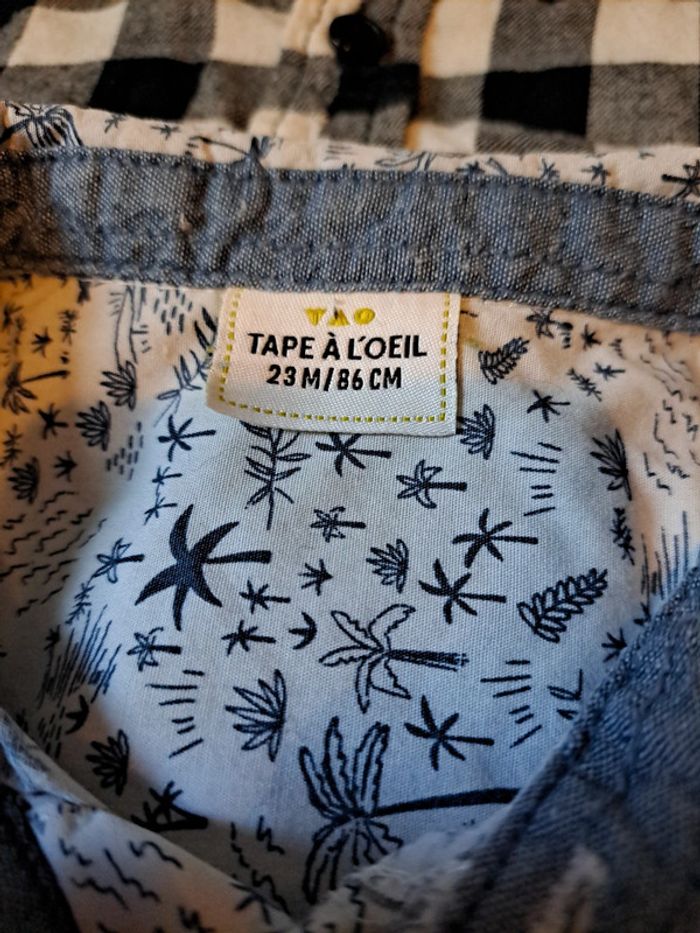 TAO
TAPE À L'OEIL
23 M/86 CM